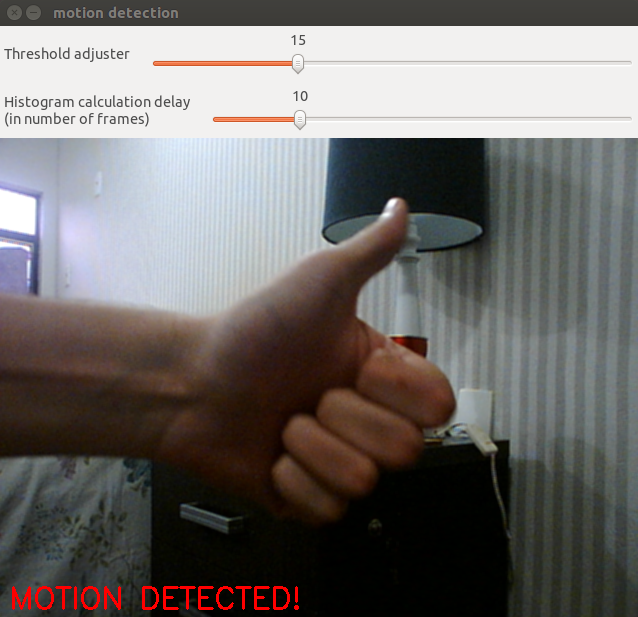 motion detection
15
Threshold adjuster
10
Histogram calculation delay
(in number of frames)
MOTION DETECTED!